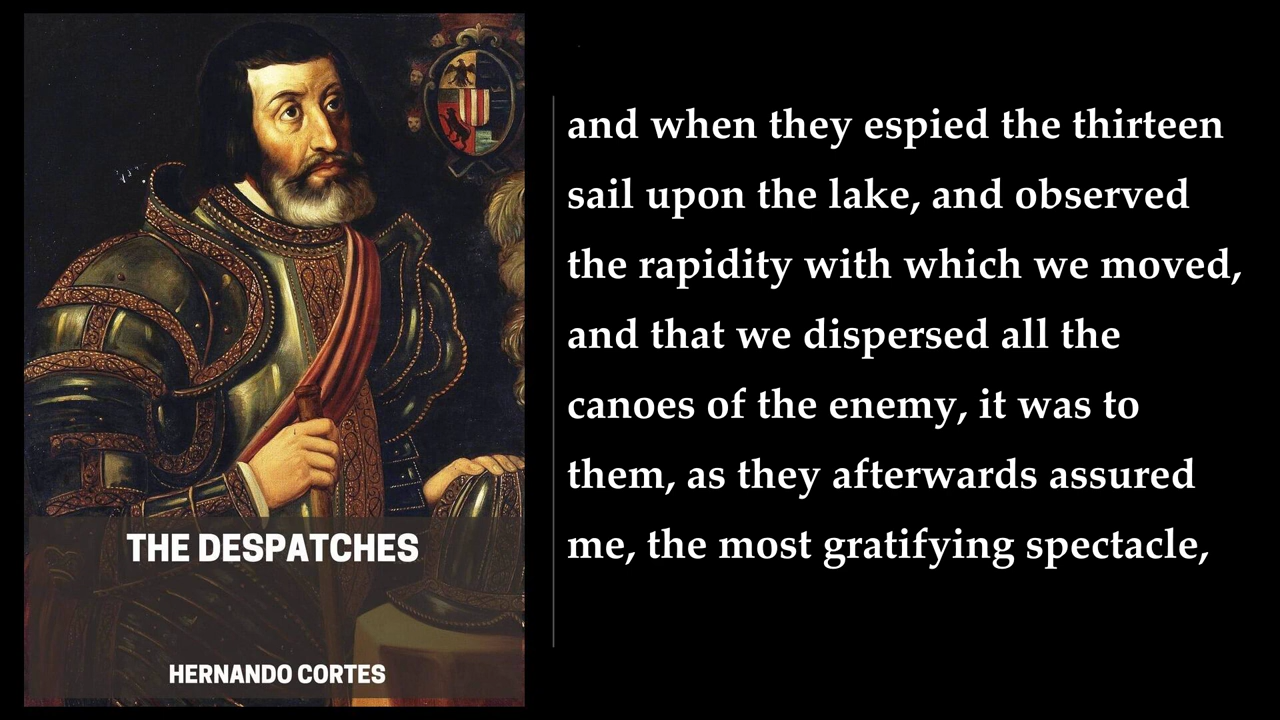 THE DESPATCHES
HERNANDO CORTES
and when they espied the thirteen
sail upon the lake, and observed
the rapidity with which we moved,
and that we dispersed all the
canoes of the enemy, it was to
them, as they afterwards assured
me, the most gratifying spectacle,